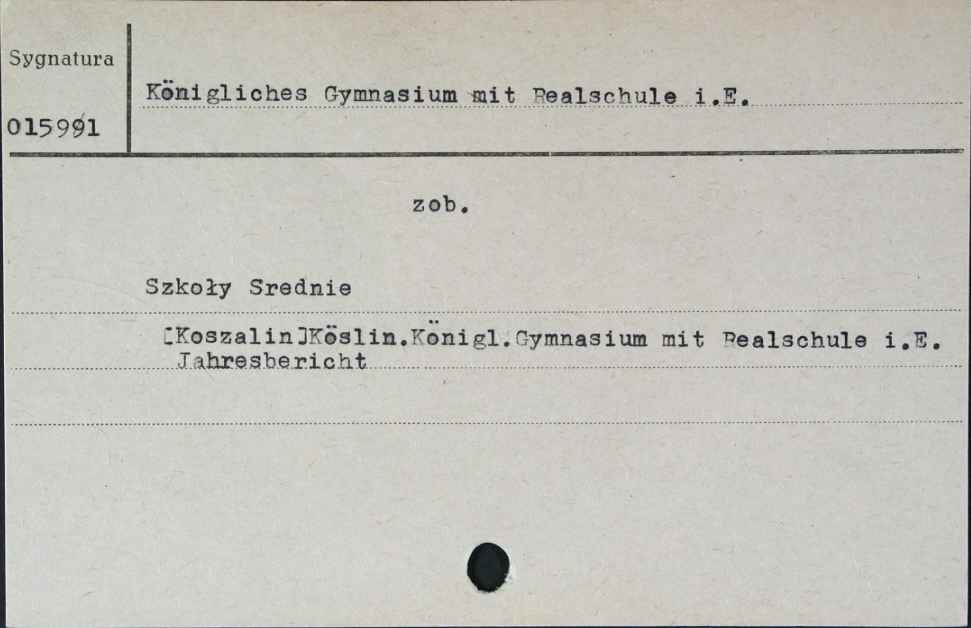 Sygnatura
Königliches Gymnasium mit Realschule i.E.
015991
zob.
Szkoły Srednie
[Koszalin]Köslin.Königl.Gymnasium mit Realschule i.E.
Jahresbericht